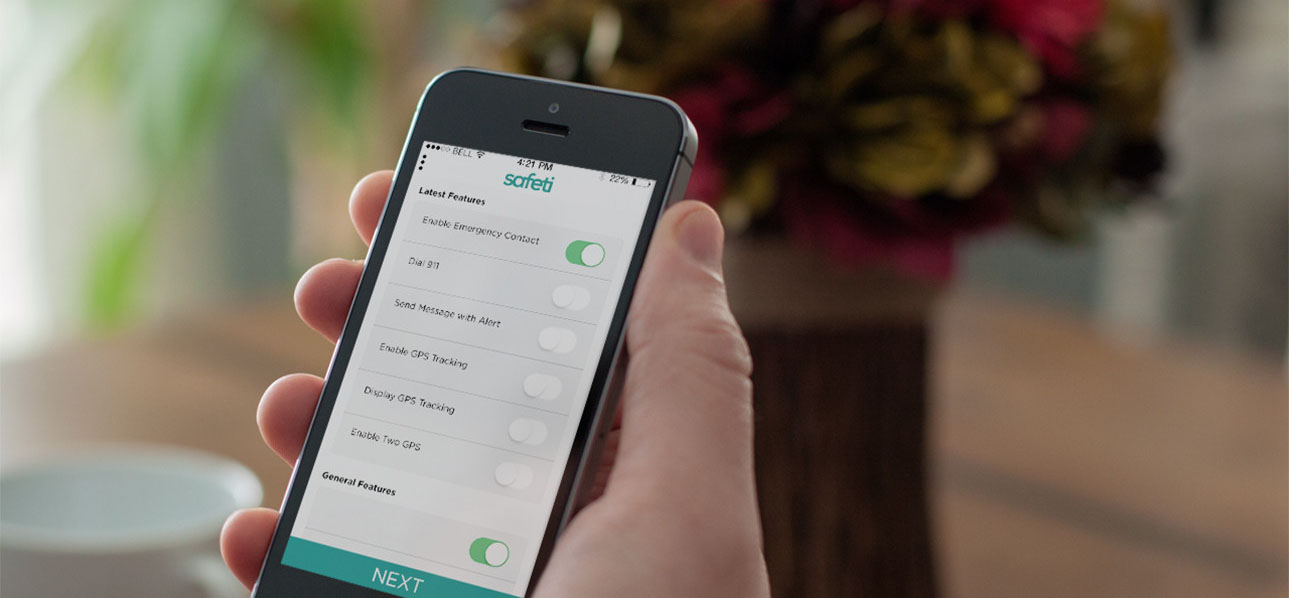 BELL 4:21 PM 22%
safeti
Latest Features
Enable Emergency Contact
Dial 911
Send Message with Alert
Enable GPS Tracking
Display GPS Tracking
Enable Two GPS
General Features
NEXT